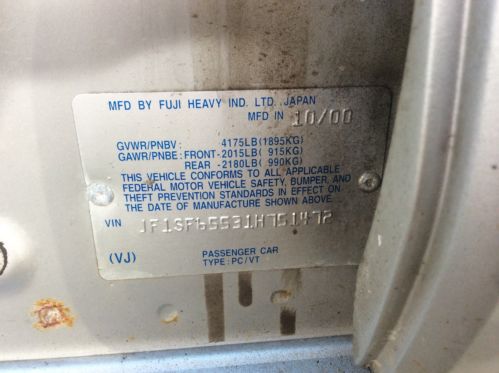 MFD BY FUJI HEAVY IND. LTD. JAPAN
MFD IN 10/00
GVWR/PNBV : 4175LB(1895KG)
GAWR/PNBE:FRONT-2015LB( 915KG)
REAR -2180LB( 990KG)
THIS VEHICLE CONFORMS TO ALL APPLICABLE
FEDERAL MOTOR VEHICLE SAFETY, BUMPER, AND
THEFT PREVENTION STANDARDS IN EFFECT ON
THE DATE OF MANUFACTURE SHOWN ABOVE.
VIN JF1SF65531H751472
(VJ) PASSENGER CAR
TYPE:PC/VT